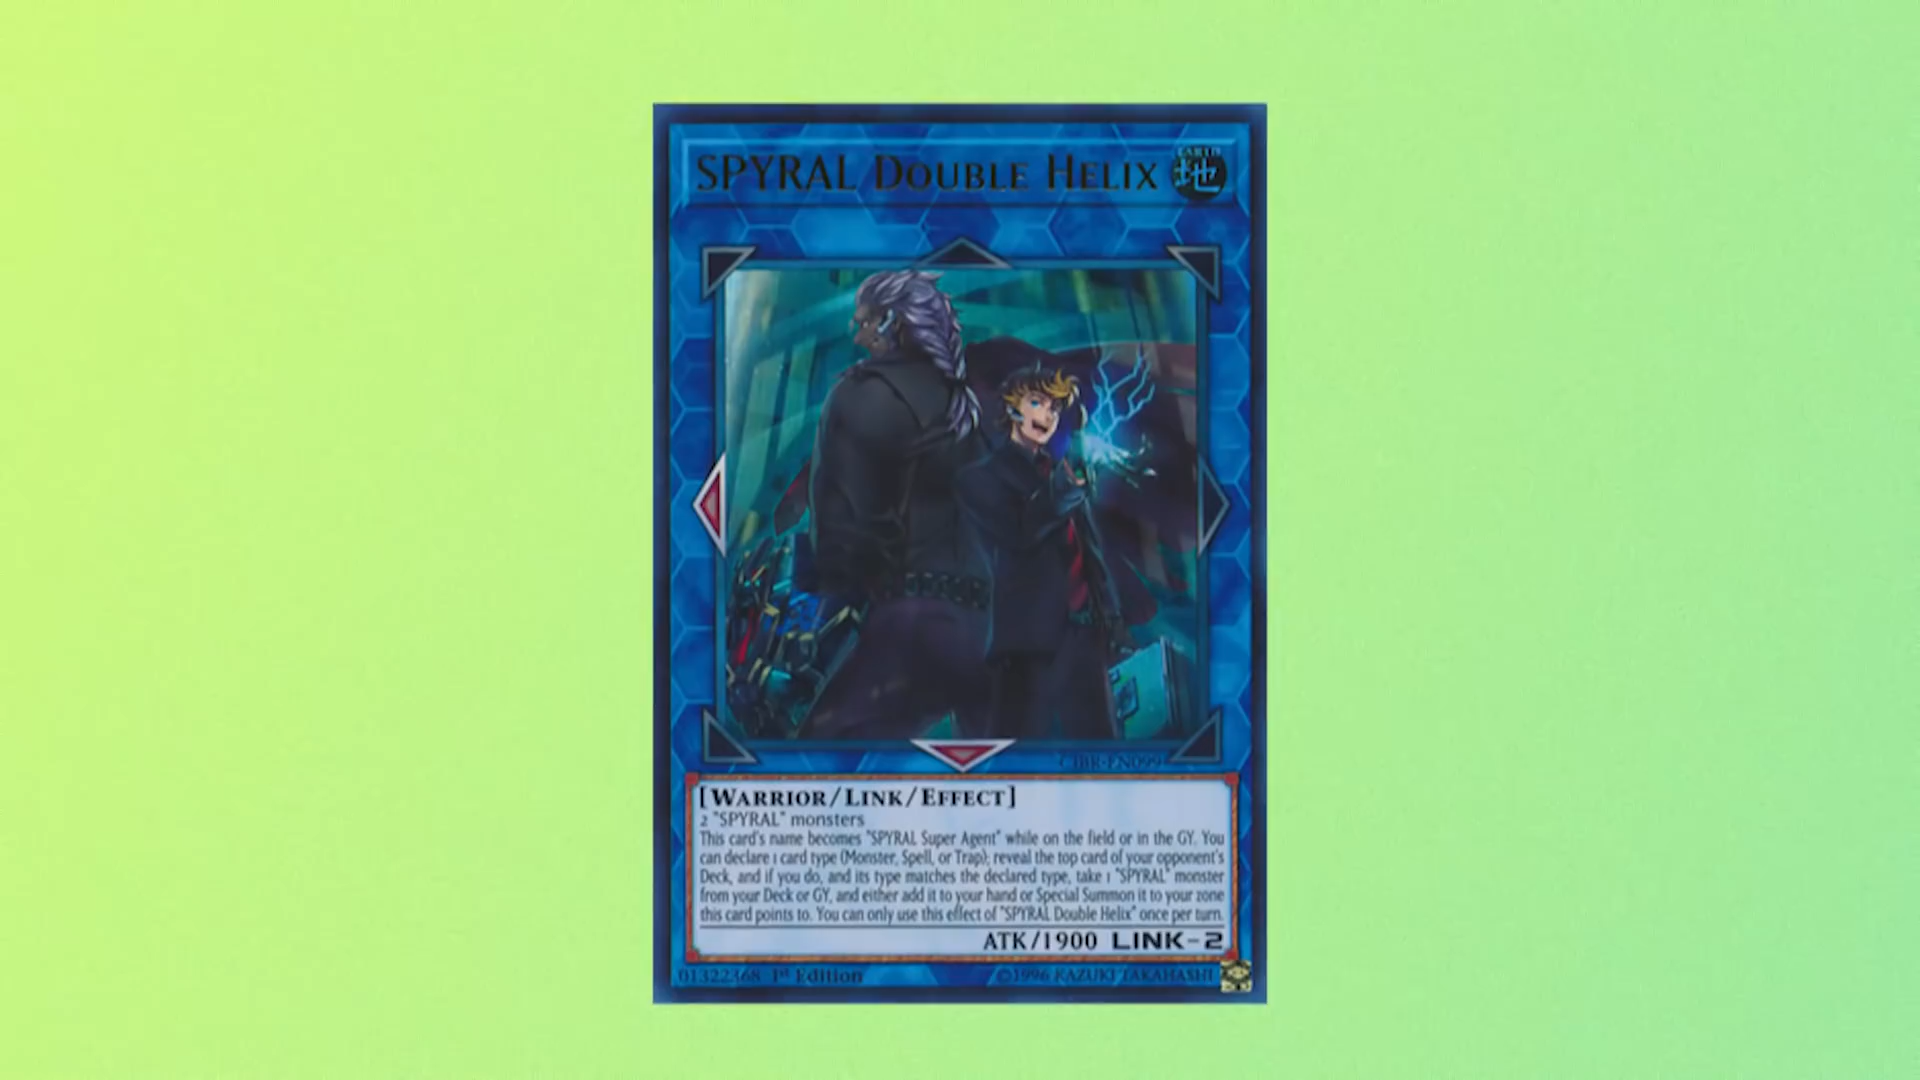 SPYRAL DOUBLE HELIX
EARTH
地
CIBR-EN099
[WARRIOR/LINK/EFFECT]
2 "SPYRAL" monsters
This card's name becomes "SPYRAL Super Agent" while on the field or in the GY. You
can declare 1 card type (Monster, Spell, or Trap); reveal the top card of your opponent's
Deck, and if you do, and its type matches the declared type, take 1 "SPYRAL" monster
from your Deck or GY, and either add it to your hand or Special Summon it to your zone
this card points to. You can only use this effect of "SPYRAL Double Helix" once per turn.
ATK/1900 LINK-2
01322368 1st Edition ©1996 KAZUKI TAKAHASHI